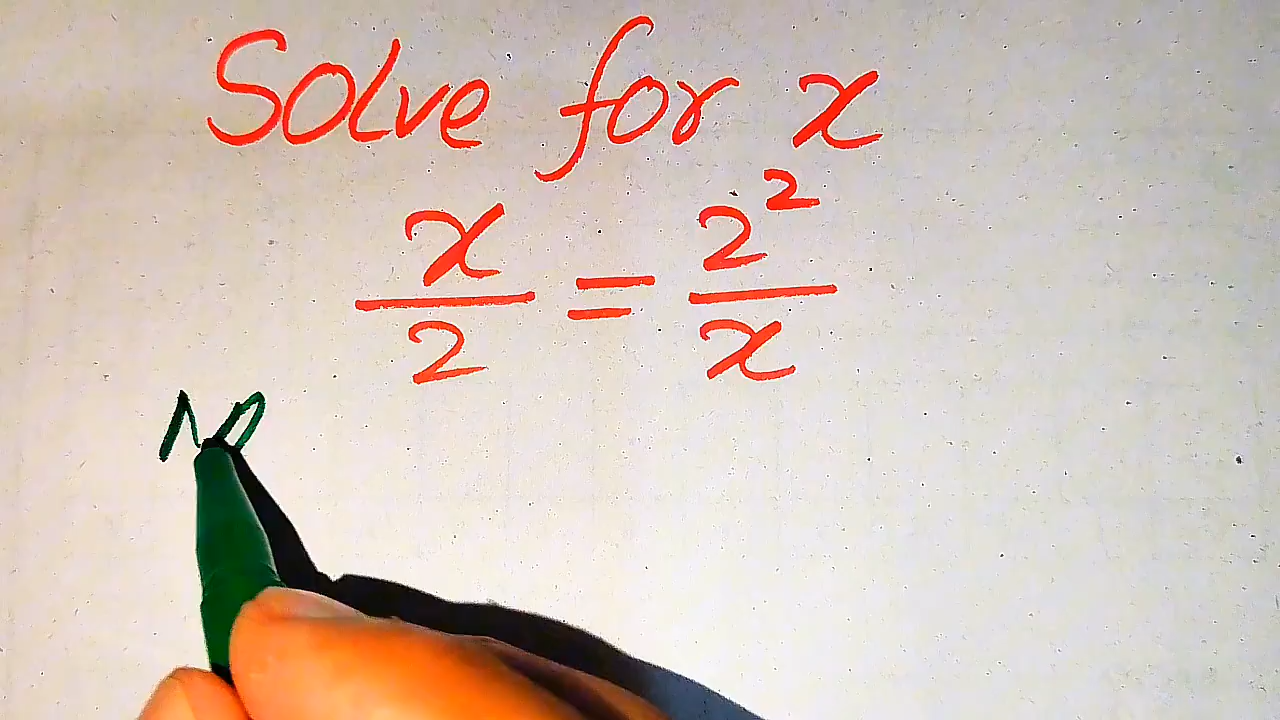 Solve for x
x/2 = 2²/x